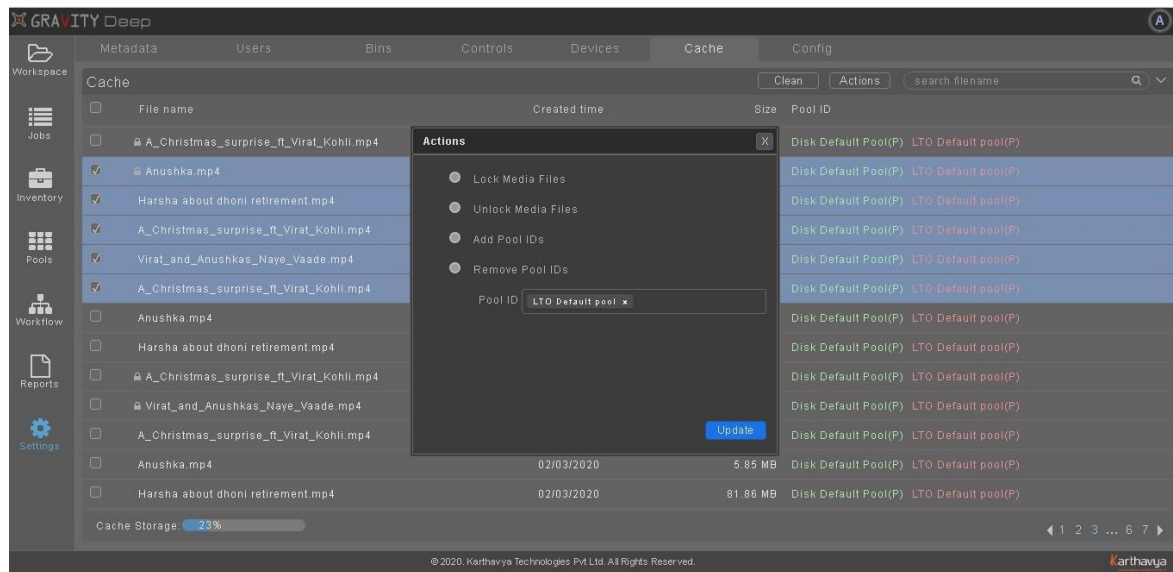 GRAVITY Deep A
Metadata Users Bins Controls Devices Cache Config
Workspace
Jobs
Inventory
Pools
Workflow
Reports
Settings
Cache Clean Actions search filename
File name Created time Size Pool ID
A_Christmas_surprise_ft_Virat_Kohli.mp4 Disk Default Pool(P) LTO Default pool(P)
Anushka.mp4 Disk Default Pool(P) LTO Default pool(P)
Harsha about dhoni retirement.mp4 Disk Default Pool(P) LTO Default pool(P)
A_Christmas_surprise_ft_Virat_Kohli.mp4 Disk Default Pool(P) LTO Default pool(P)
Virat_and_Anushkas_Naye_Vaade.mp4 Disk Default Pool(P) LTO Default pool(P)
A_Christmas_surprise_ft_Virat_Kohli.mp4 Disk Default Pool(P) LTO Default pool(P)
Anushka.mp4 Disk Default Pool(P) LTO Default pool(P)
Harsha about dhoni retirement.mp4 Disk Default Pool(P) LTO Default pool(P)
A_Christmas_surprise_ft_Virat_Kohli.mp4 Disk Default Pool(P) LTO Default pool(P)
Virat_and_Anushkas_Naye_Vaade.mp4 Disk Default Pool(P) LTO Default pool(P)
A_Christmas_surprise_ft_Virat_Kohli.mp4 Disk Default Pool(P) LTO Default pool(P)
Anushka.mp4 02/03/2020 5.85 MB Disk Default Pool(P) LTO Default pool(P)
Harsha about dhoni retirement.mp4 02/03/2020 81.86 MB Disk Default Pool(P) LTO Default pool(P)
Actions X
Lock Media Files
Unlock Media Files
Add Pool IDs
Remove Pool IDs
Pool ID LTO Default pool x
Update
Cache Storage: 23% 1 2 3 ... 6 7
© 2020. Karthavya Technologies Pvt Ltd. All Rights Reserved. Karthavya